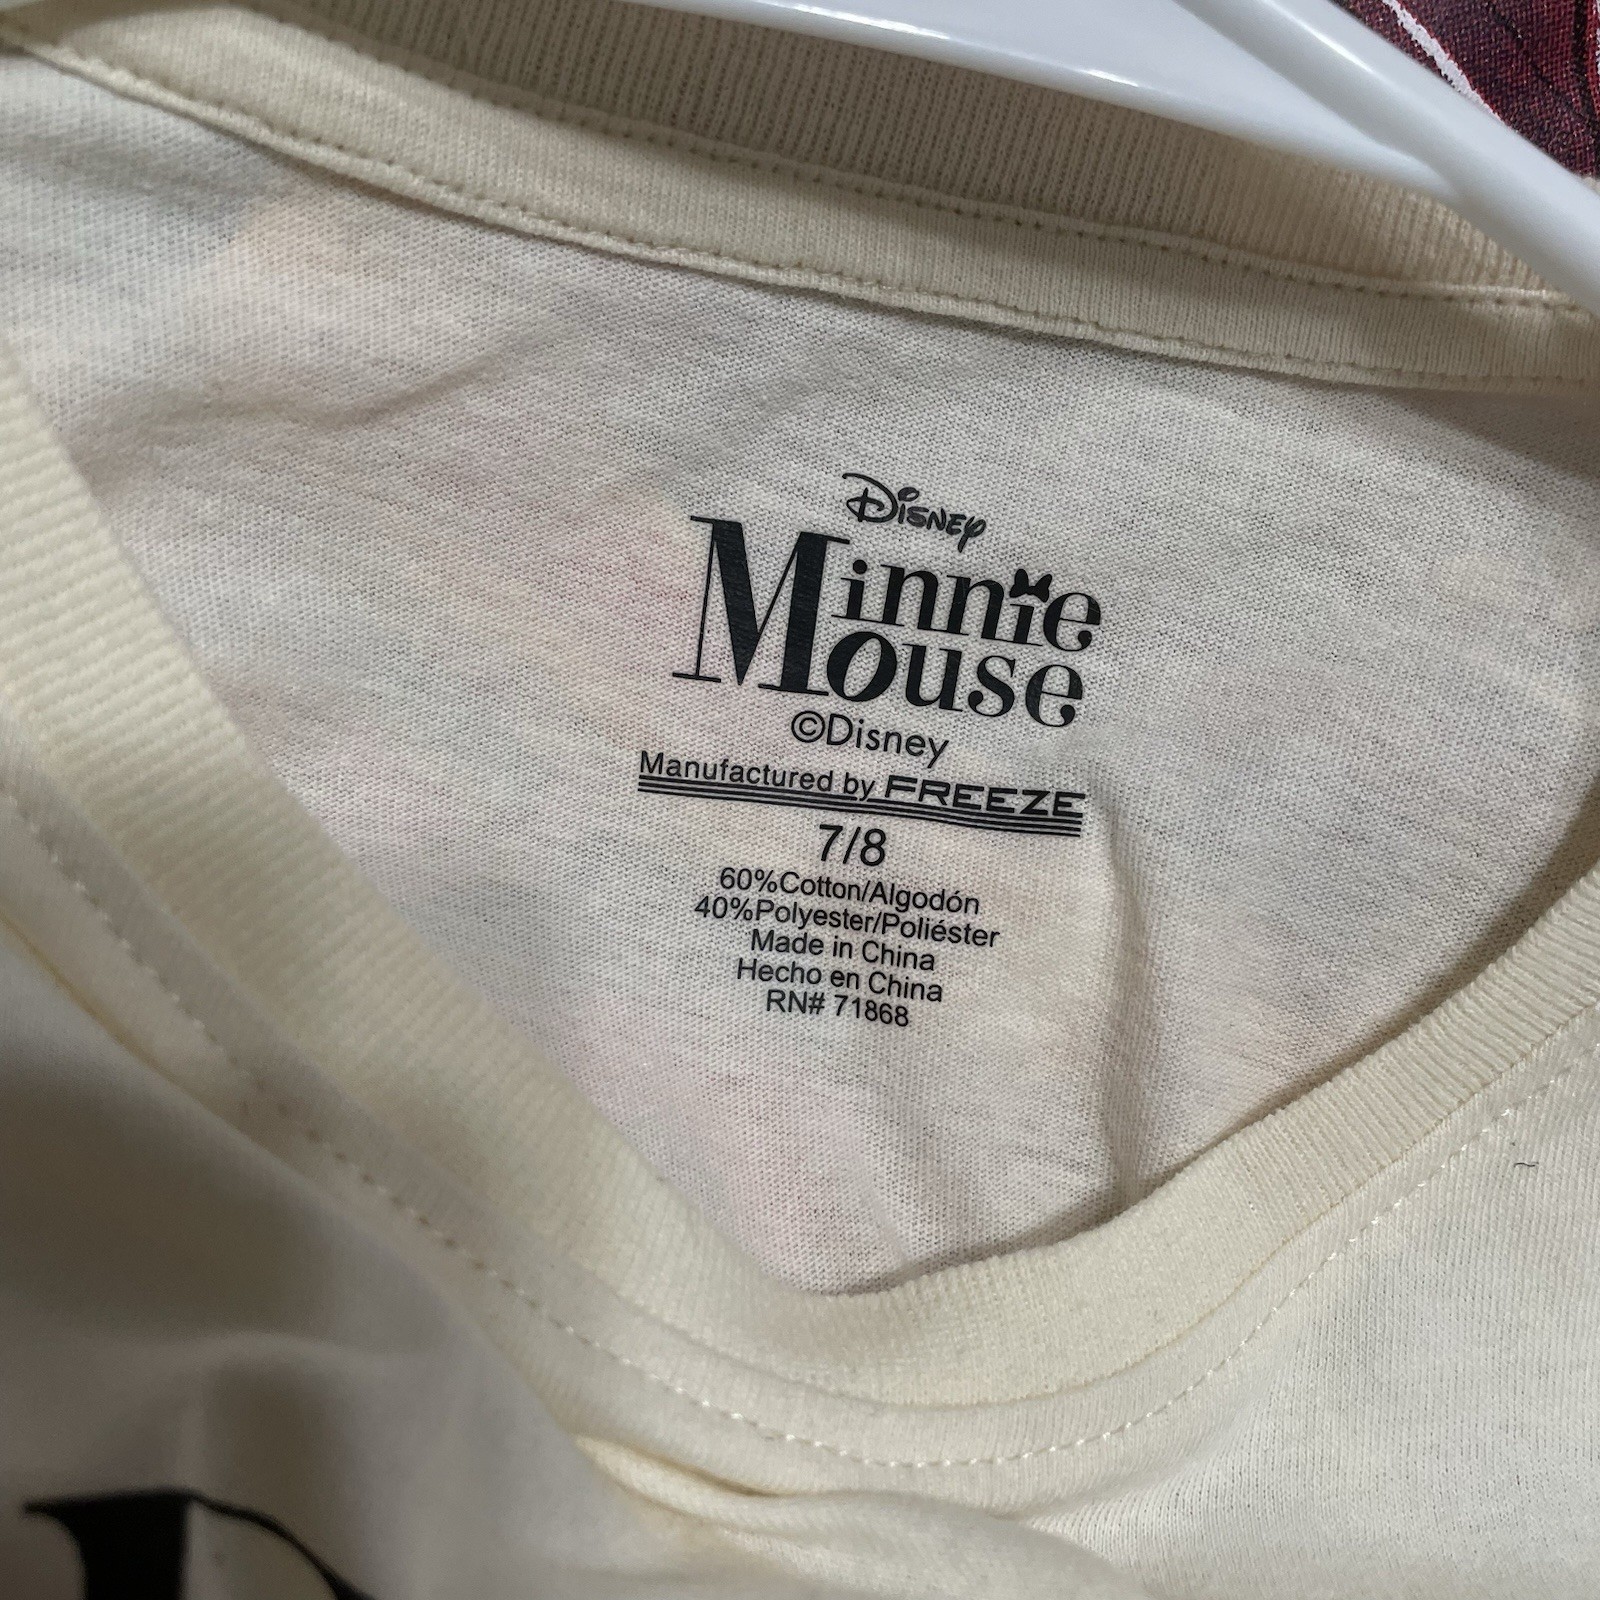 Disney
Minnie
Mouse
©Disney
Manufactured by FREEZE
7/8
60%Cotton/Algodón
40%Polyester/Poliéster
Made in China
Hecho en China
RN# 71868